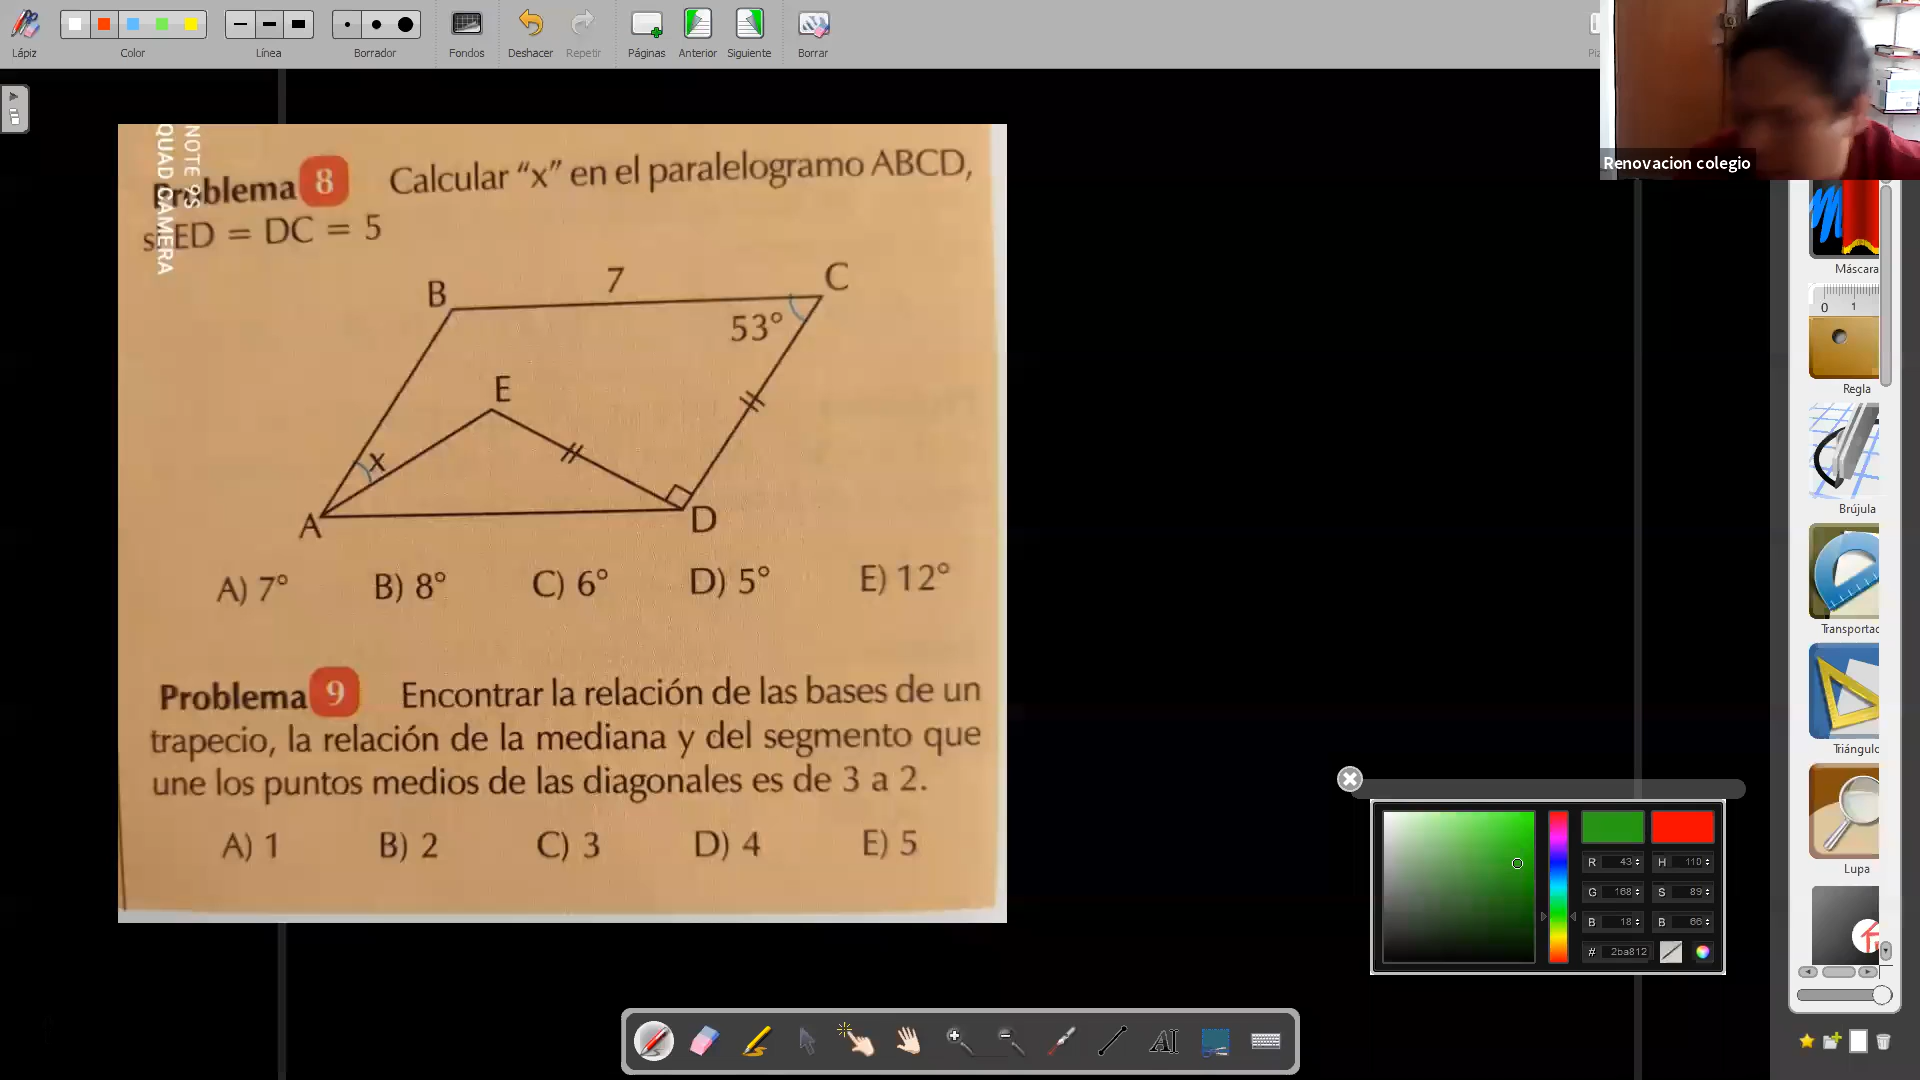 Lápiz
Color
Línea
Borrador
Fondos
Deshacer
Repetir
Páginas
Anterior
Siguiente
Borrar
Renovacion colegio
NOTE 9S
QUAD CAMERA
Problema 8 Calcular “x” en el paralelogramo ABCD,
si ED = DC = 5
B
7
C
53°
E
x
A
D
A) 7° B) 8° C) 6° D) 5° E) 12°
Problema 9 Encontrar la relación de las bases de un
trapecio, la relación de la mediana y del segmento que
une los puntos medios de las diagonales es de 3 a 2.
A) 1 B) 2 C) 3 D) 4 E) 5
Máscara
0 1
Regla
Brújula
Transportac
Triángulo
Lupa
R 43 H 110
G 168 S 89
B 18 B 66
# 2ba812
AI